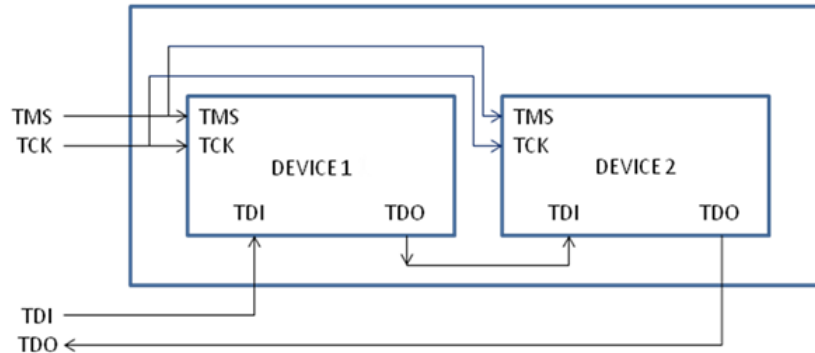 TMS
TCK
TMS
TCK
DEVICE 1
TDI
TDO
TMS
TCK
DEVICE 2
TDI
TDO
TDI
TDO